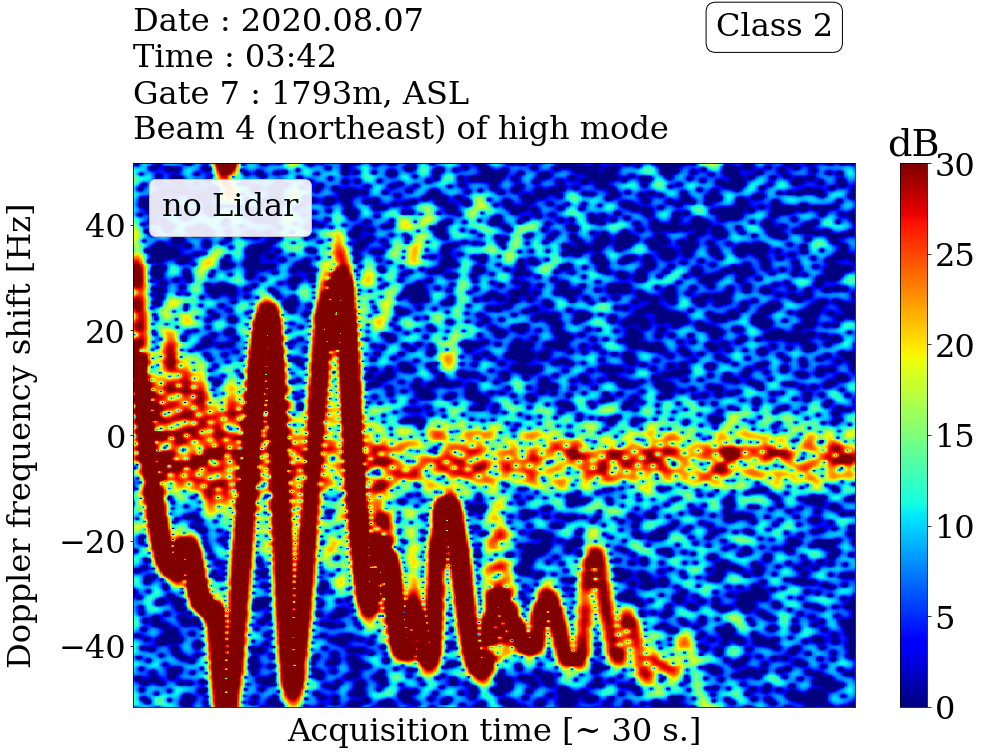 Date : 2020.08.07
Time : 03:42
Gate 7 : 1793m, ASL
Beam 4 (northeast) of high mode
Class 2
dB
no Lidar
Doppler frequency shift [Hz]
40
20
0
−20
−40
Acquisition time [~ 30 s.]
30
25
20
15
10
5
0